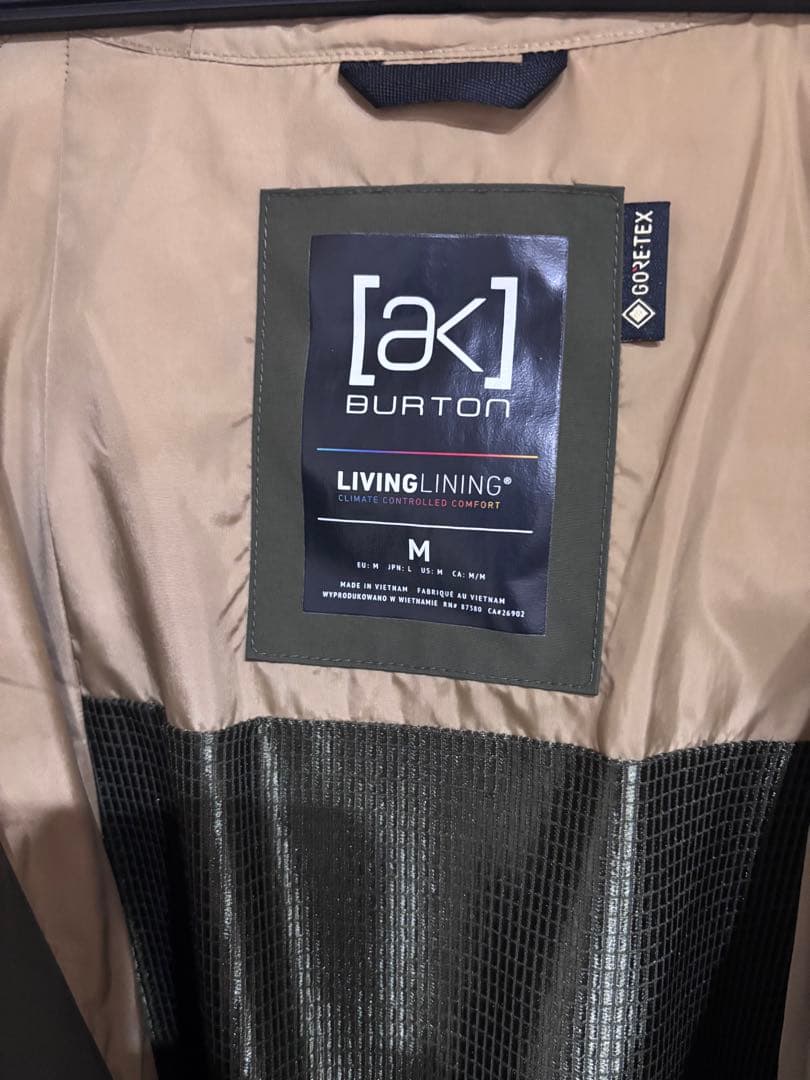 [ak]
BURTON
LIVINGLINING®
CLIMATE CONTROLLED COMFORT
M
EU: M JPN: L US: M CA: M/M
MADE IN VIETNAM FABRIQUÉ AU VIETNAM
WYPRODUKOWANO W WIETNAMIE RN# 87580 CA#26902
GORE-TEX